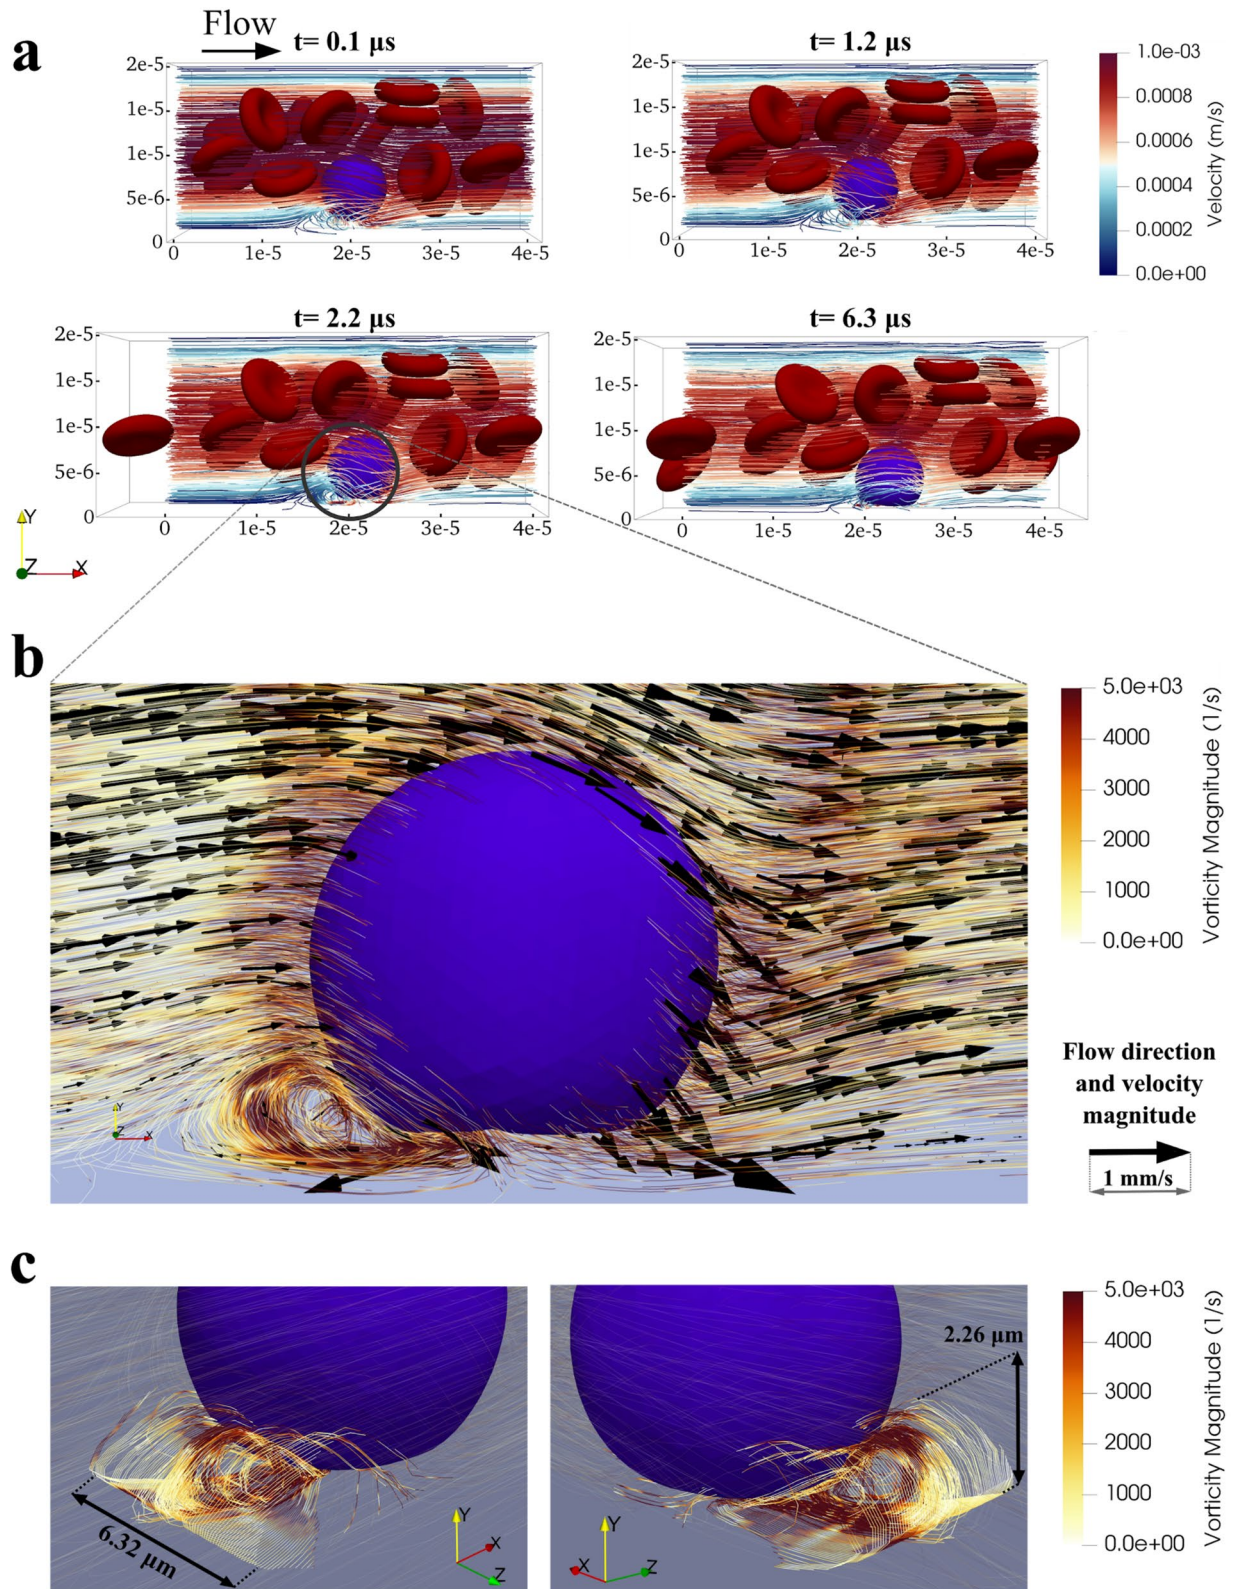 a
Flow
t= 0.1 µs
2e-5
1e-5
1e-5
5e-6
0
0
1e-5
2e-5
3e-5
4e-5
t= 1.2 µs
2e-5
1e-5
1e-5
5e-6
0
0
1e-5
2e-5
3e-5
4e-5
1.0e-03
0.0008
0.0006
0.0004
0.0002
0.0e+00
Velocity (m/s)
t= 2.2 µs
2e-5
1e-5
1e-5
5e-6
0
0
1e-5
2e-5
3e-5
4e-5
t= 6.3 µs
2e-5
1e-5
1e-5
5e-6
0
0
1e-5
2e-5
3e-5
4e-5
Y
Z
X
b
5.0e+03
4000
3000
2000
1000
0.0e+00
Vorticity Magnitude (1/s)
Y
Z
X
Flow direction
and velocity
magnitude
1 mm/s
c
6.32 µm
Y
X
Z
2.26 µm
Y
X
Z
5.0e+03
4000
3000
2000
1000
0.0e+00
Vorticity Magnitude (1/s)